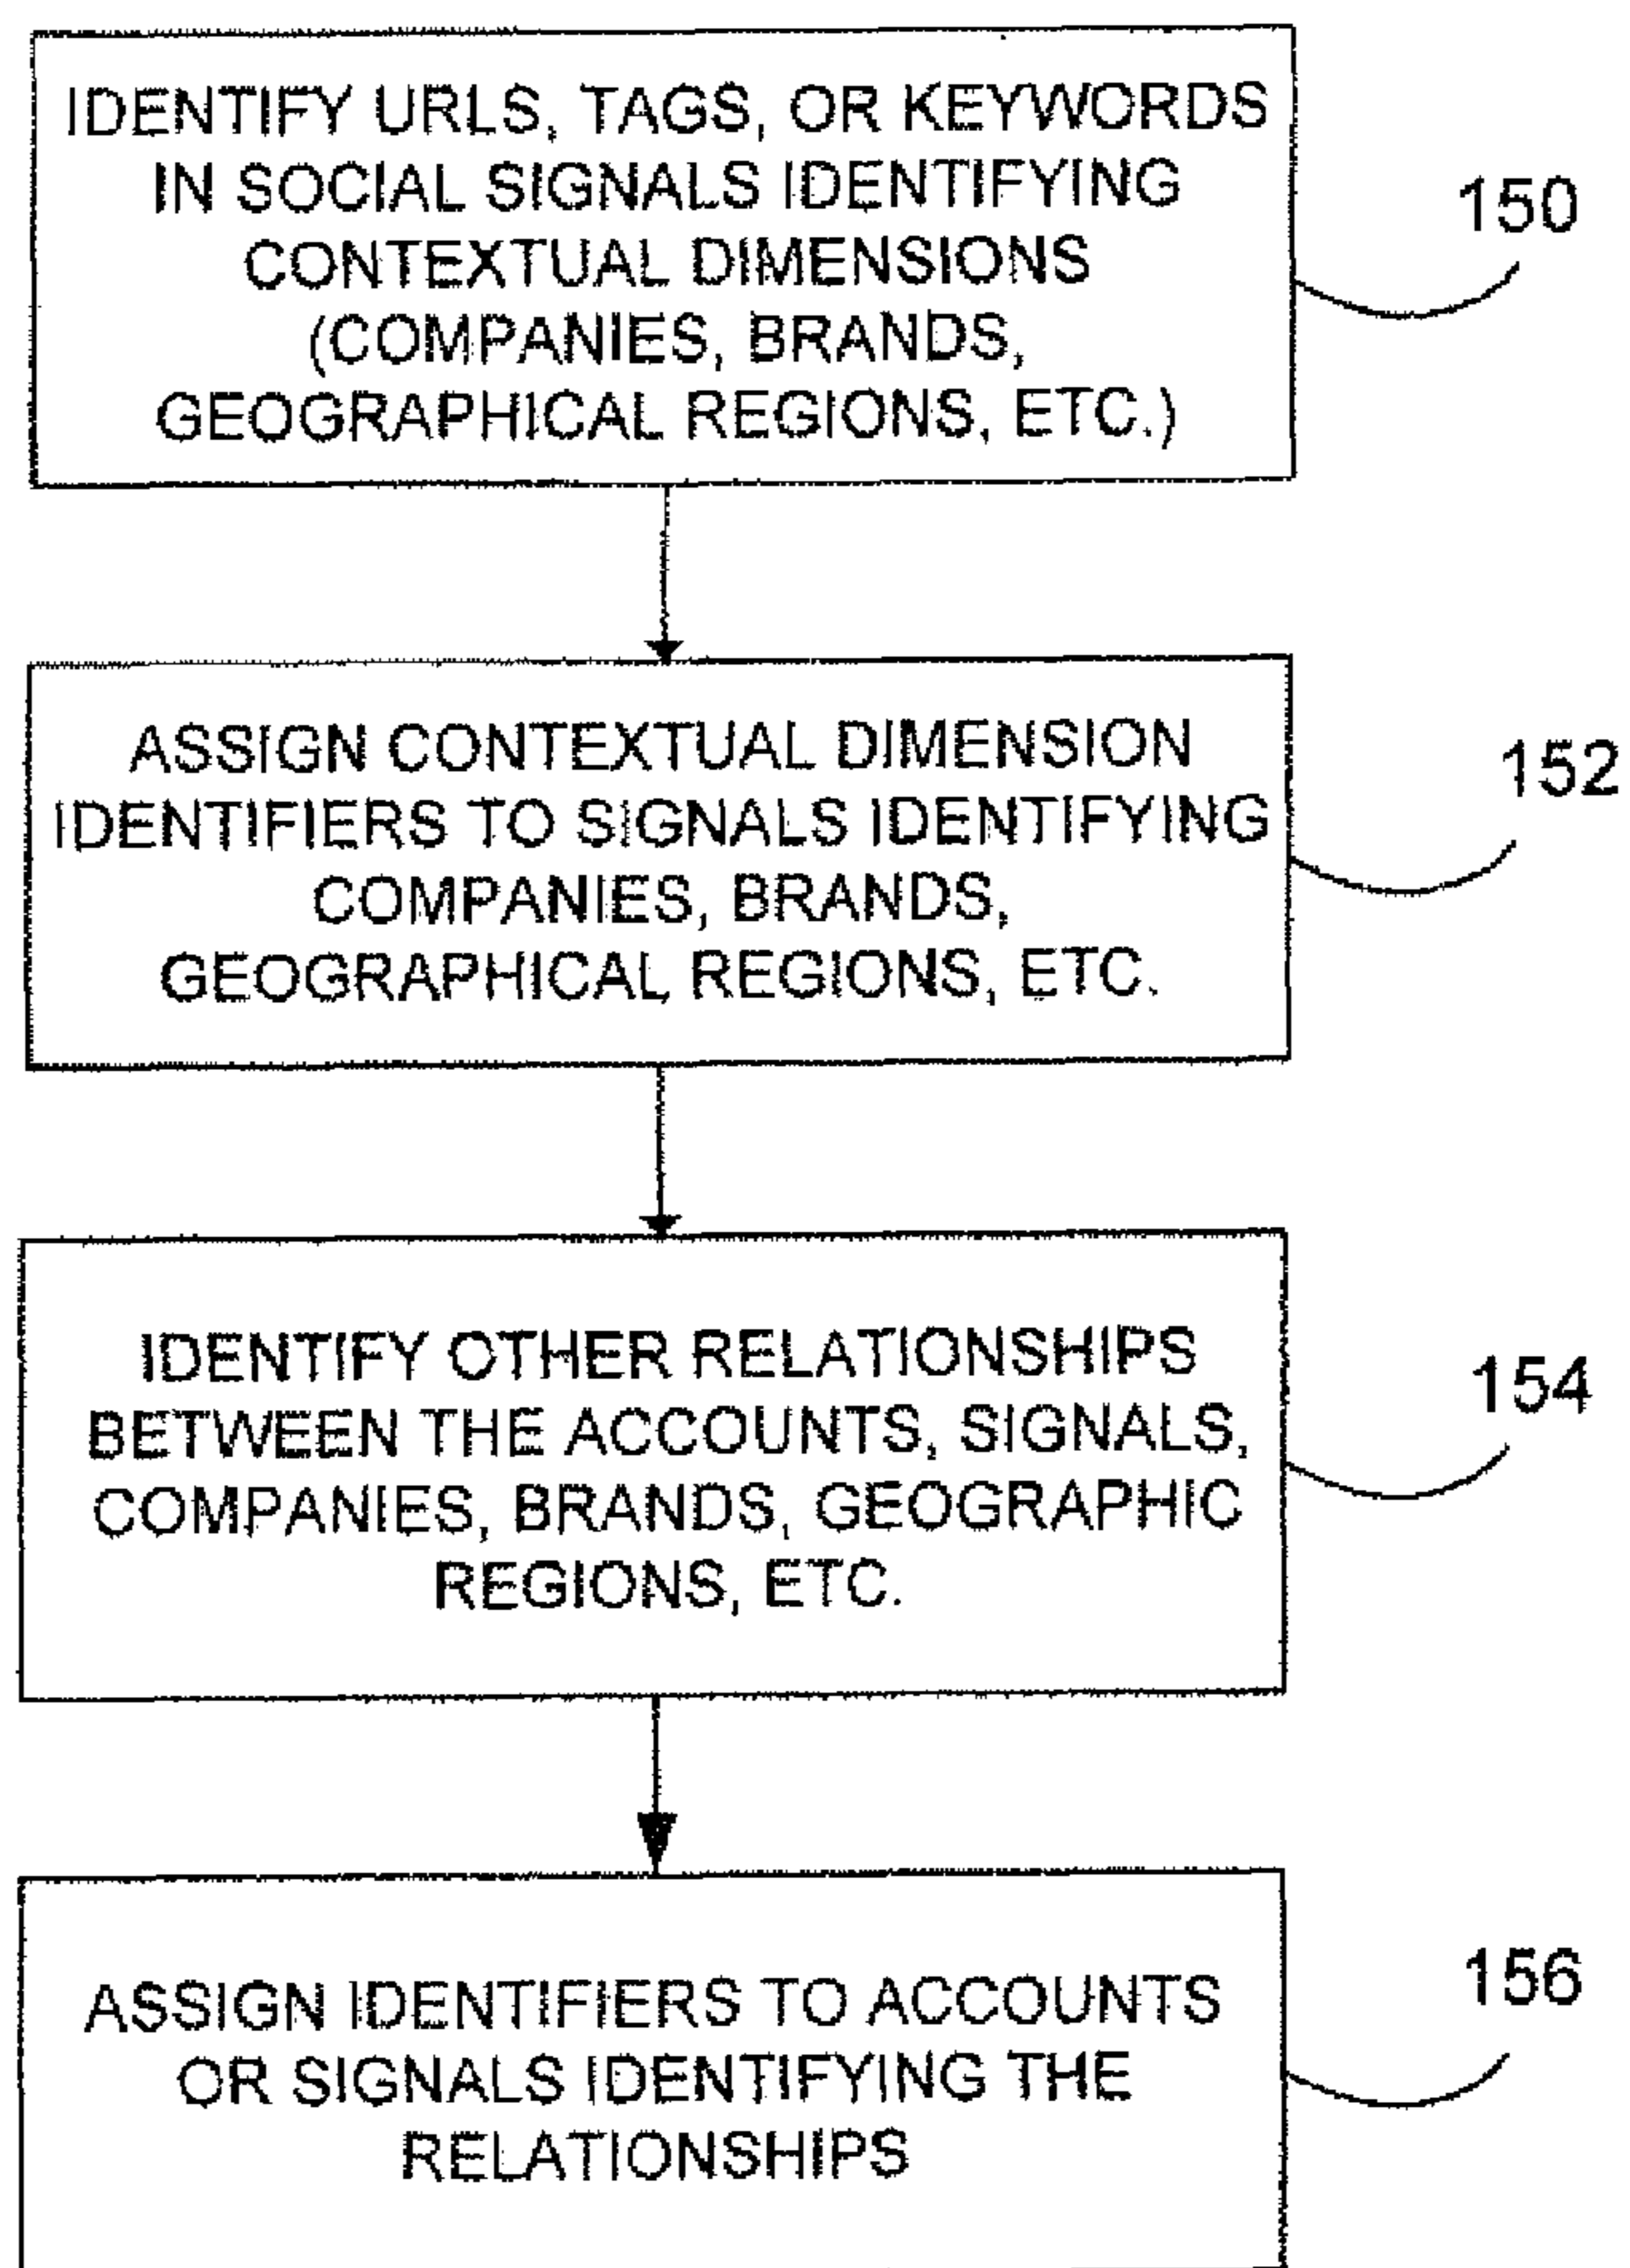 IDENTIFY URLS, TAGS, OR KEYWORDS
IN SOCIAL SIGNALS IDENTIFYING
CONTEXTUAL DIMENSIONS
(COMPANIES, BRANDS,
GEOGRAPHICAL REGIONS, ETC.)
150
ASSIGN CONTEXTUAL DIMENSION
IDENTIFIERS TO SIGNALS IDENTIFYING
COMPANIES, BRANDS,
GEOGRAPHICAL REGIONS, ETC.
152
IDENTIFY OTHER RELATIONSHIPS
BETWEEN THE ACCOUNTS, SIGNALS,
COMPANIES, BRANDS, GEOGRAPHIC
REGIONS, ETC.
154
ASSIGN IDENTIFIERS TO ACCOUNTS
OR SIGNALS IDENTIFYING THE
RELATIONSHIPS
156